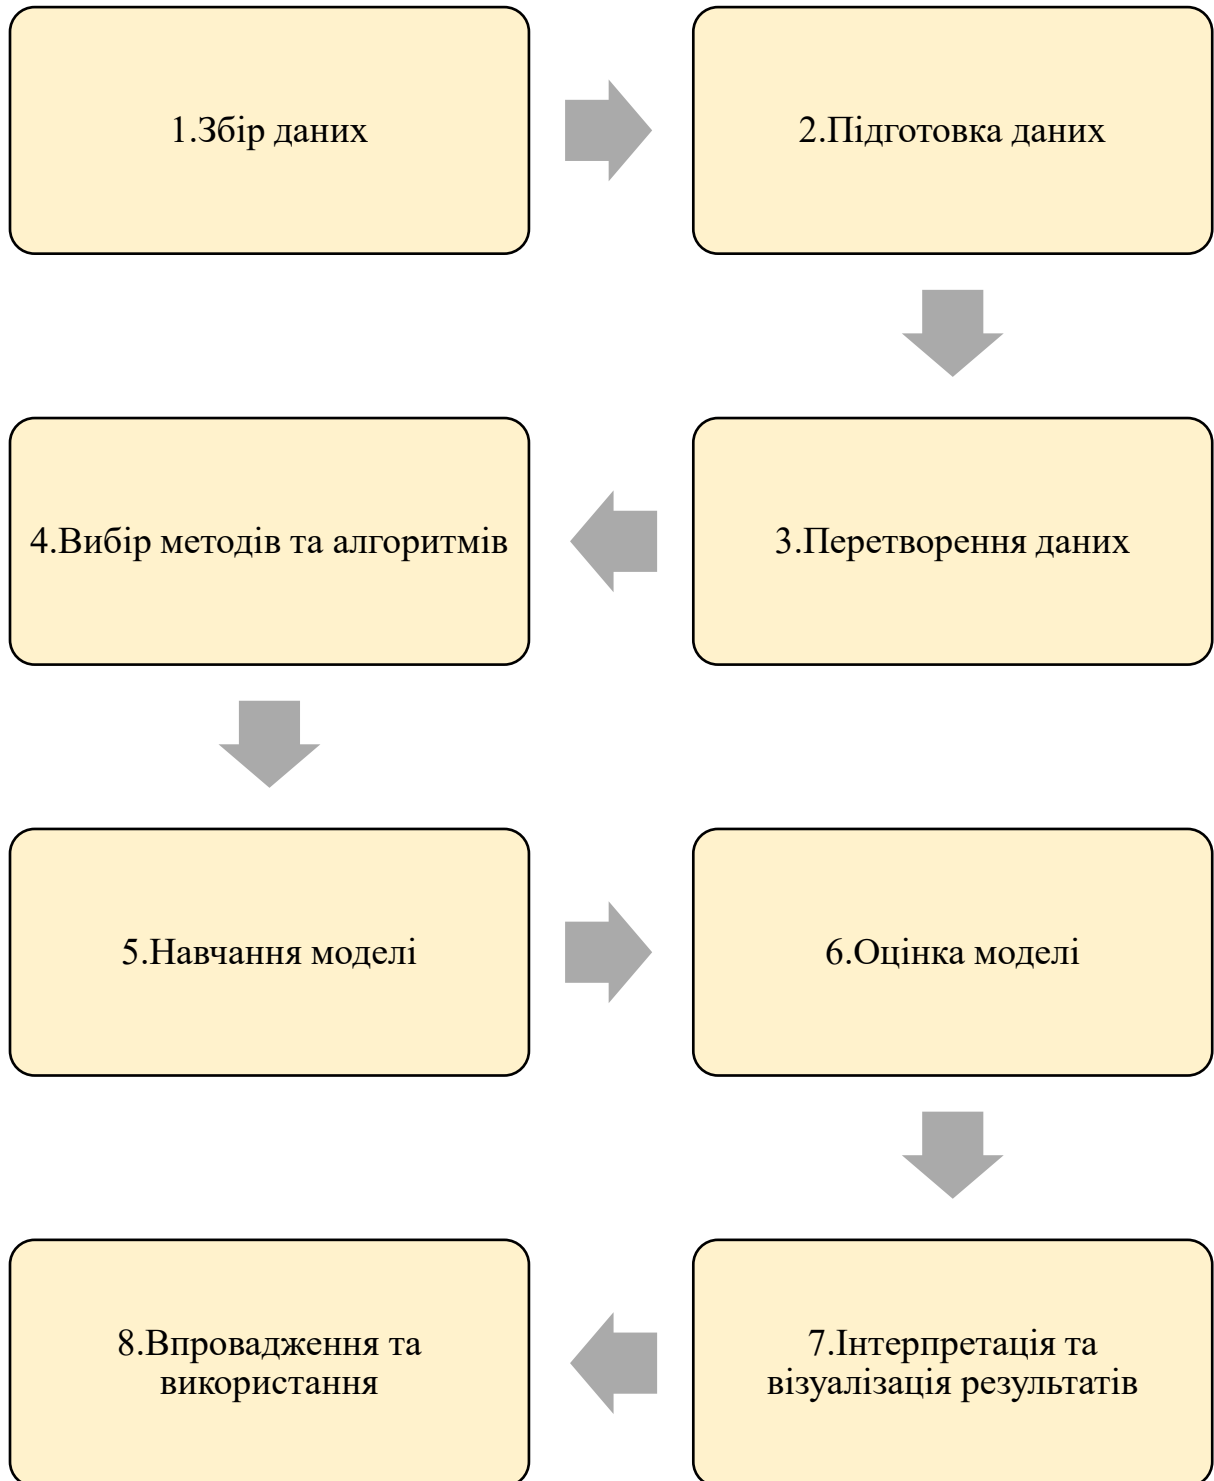 1.Збір даних
2.Підготовка даних
3.Перетворення даних
4.Вибір методів та алгоритмів
5.Навчання моделі
6.Оцінка моделі
7.Інтерпретація та
візуалізація результатів
8.Впровадження та
використання